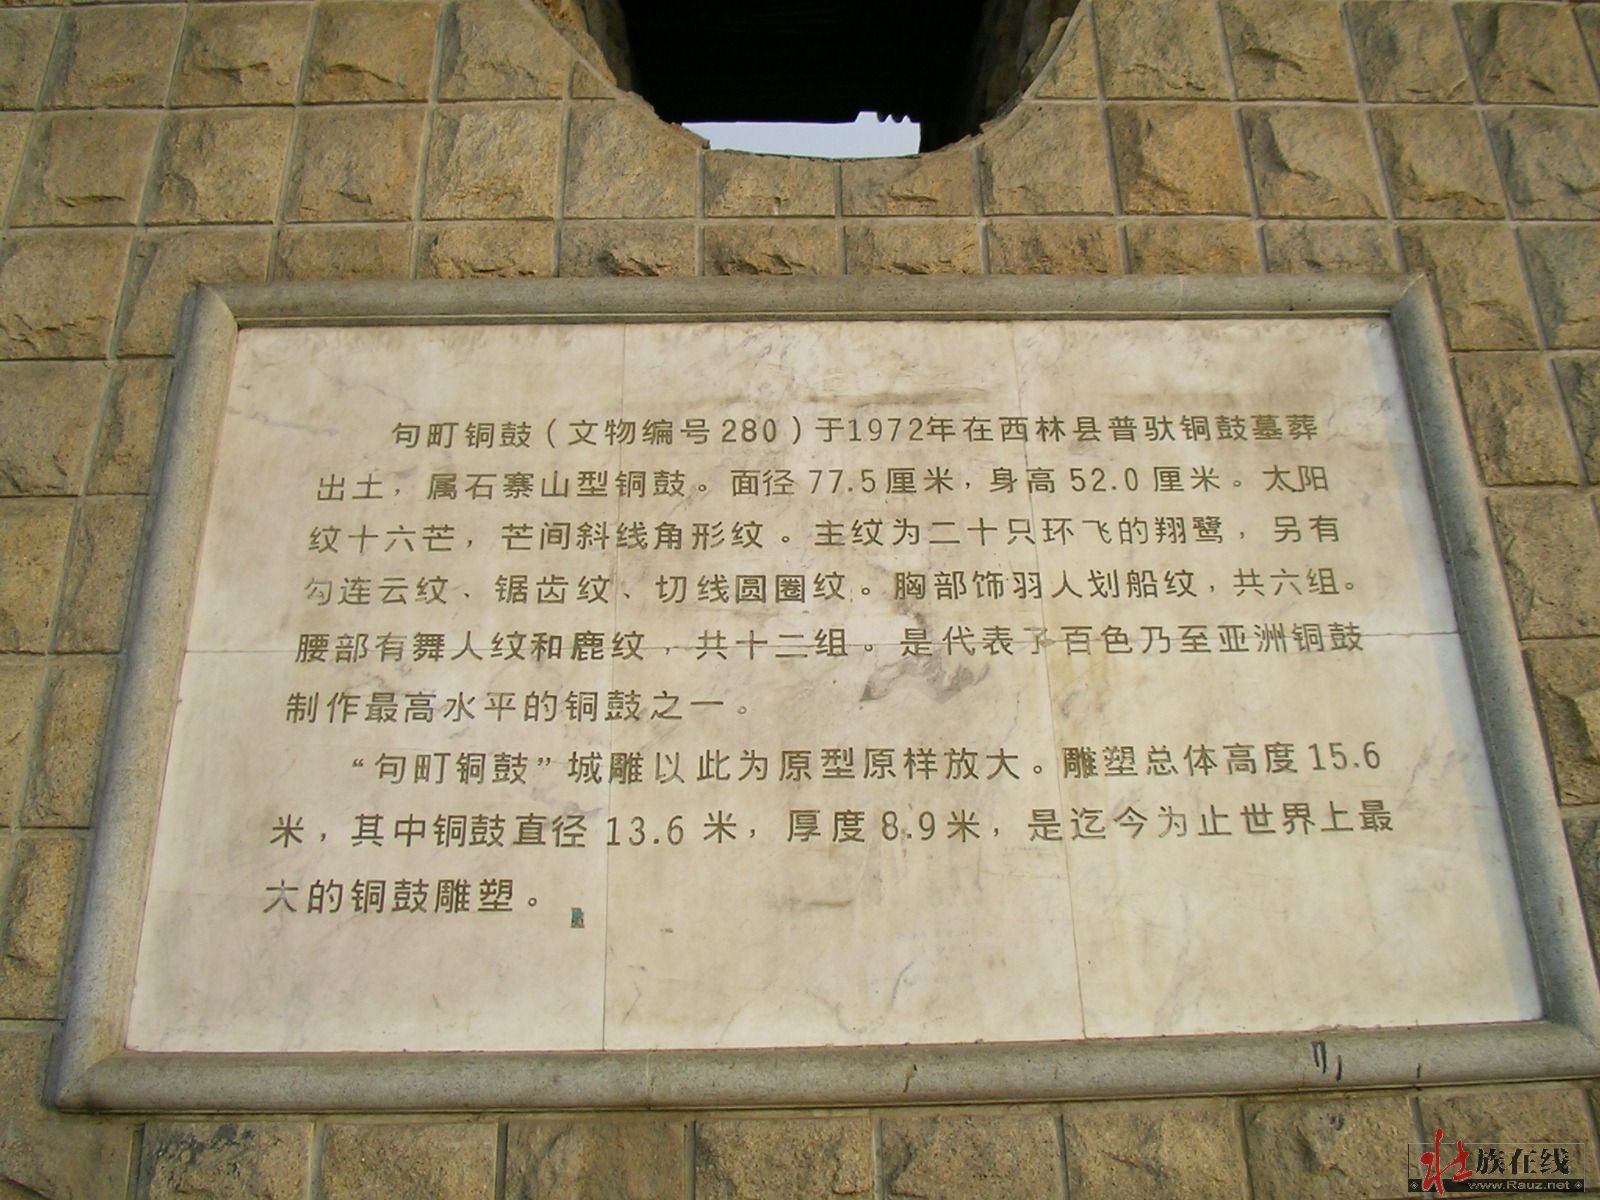 句町铜鼓（文物编号280）于1972年在西林县普驮铜鼓墓葬
出土，属石寨山型铜鼓。面径77.5厘米，身高52.0厘米。太阳
纹十六芒，芒间斜线角形纹。主纹为二十只环飞的翔鹭，另有
勾连云纹、锯齿纹、切线圆圈纹。胸部饰羽人划船纹，共六组。
腰部有舞人纹和鹿纹，共十二组。是代表了百色乃至亚洲铜鼓
制作最高水平的铜鼓之一。
“句町铜鼓”城雕以此为原型原样放大。雕塑总体高度15.6
米，其中铜鼓直径13.6米，厚度8.9米，是迄今为止世界上最
大的铜鼓雕塑。
壮族在线
www.Rauz.net